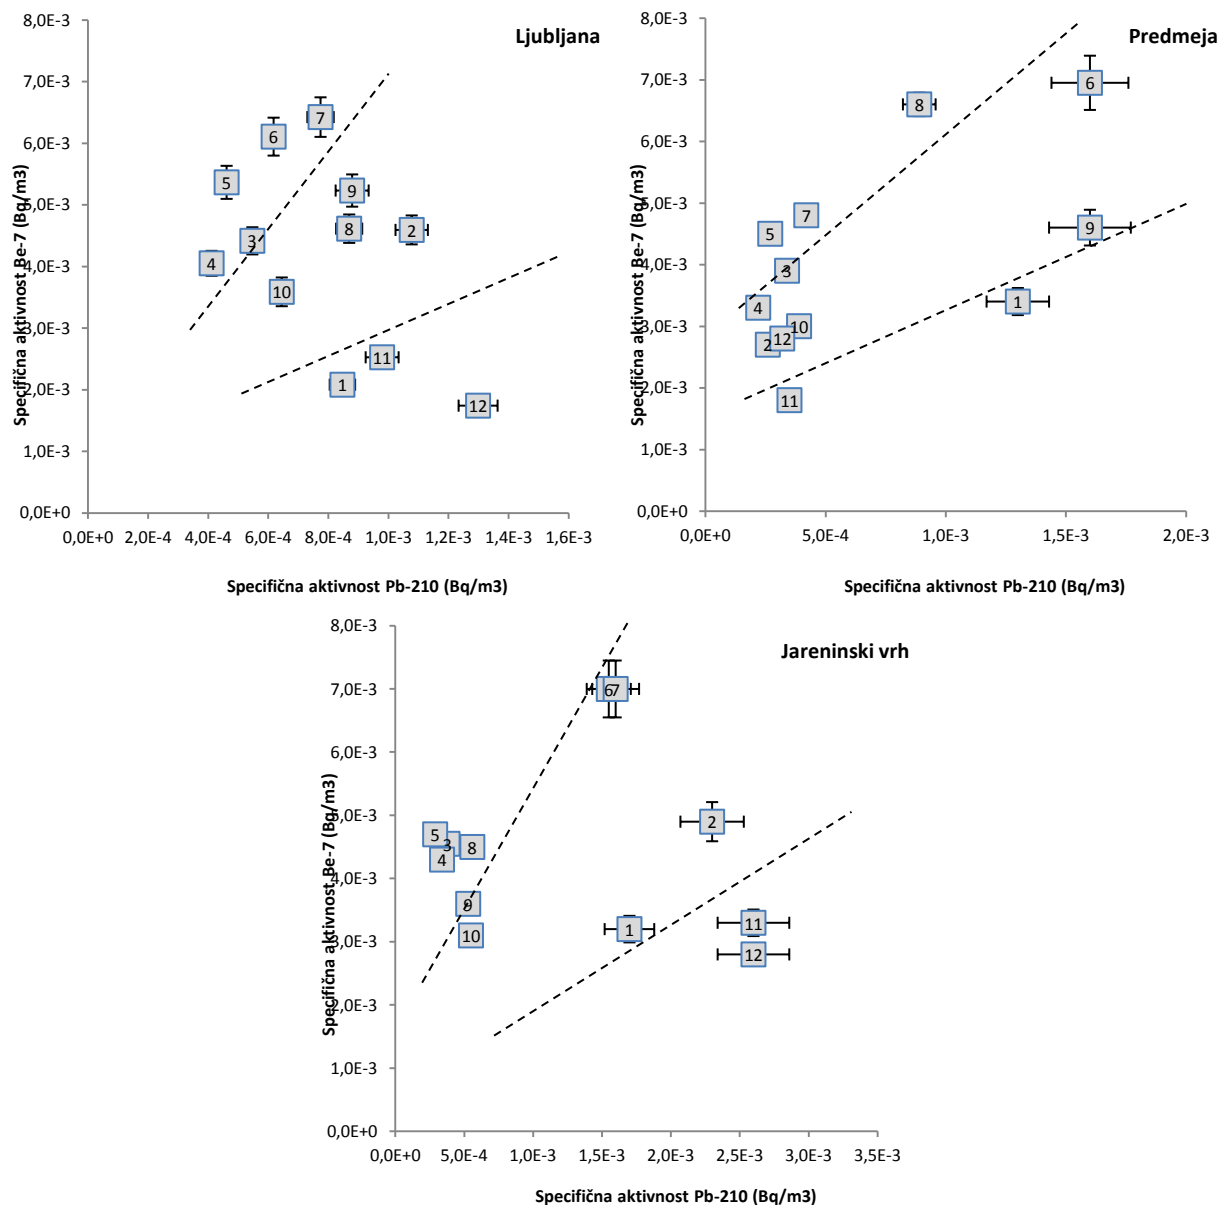 Ljubljana
Specifična aktivnost Be-7 (Bq/m3)
8,0E-3
7,0E-3
6,0E-3
5,0E-3
4,0E-3
3,0E-3
2,0E-3
1,0E-3
0,0E+0
7
6
5
9
8
2
3
4
10
11
1
12
0,0E+0 2,0E-4 4,0E-4 6,0E-4 8,0E-4 1,0E-3 1,2E-3 1,4E-3 1,6E-3
Specifična aktivnost Pb-210 (Bq/m3)
Predmeja
Specifična aktivnost Be-7 (Bq/m3)
8,0E-3
7,0E-3
6,0E-3
5,0E-3
4,0E-3
3,0E-3
2,0E-3
1,0E-3
0,0E+0
6
8
7
5
9
3
4
1
10
12
2
11
0,0E+0 5,0E-4 1,0E-3 1,5E-3 2,0E-3
Specifična aktivnost Pb-210 (Bq/m3)
Jareninski vrh
Specifična aktivnost Be-7 (Bq/m3)
8,0E-3
7,0E-3
6,0E-3
5,0E-3
4,0E-3
3,0E-3
2,0E-3
1,0E-3
0,0E+0
6
7
2
5
3
8
4
9
10
1
11
12
0,0E+0 5,0E-4 1,0E-3 1,5E-3 2,0E-3 2,5E-3 3,0E-3 3,5E-3
Specifična aktivnost Pb-210 (Bq/m3)